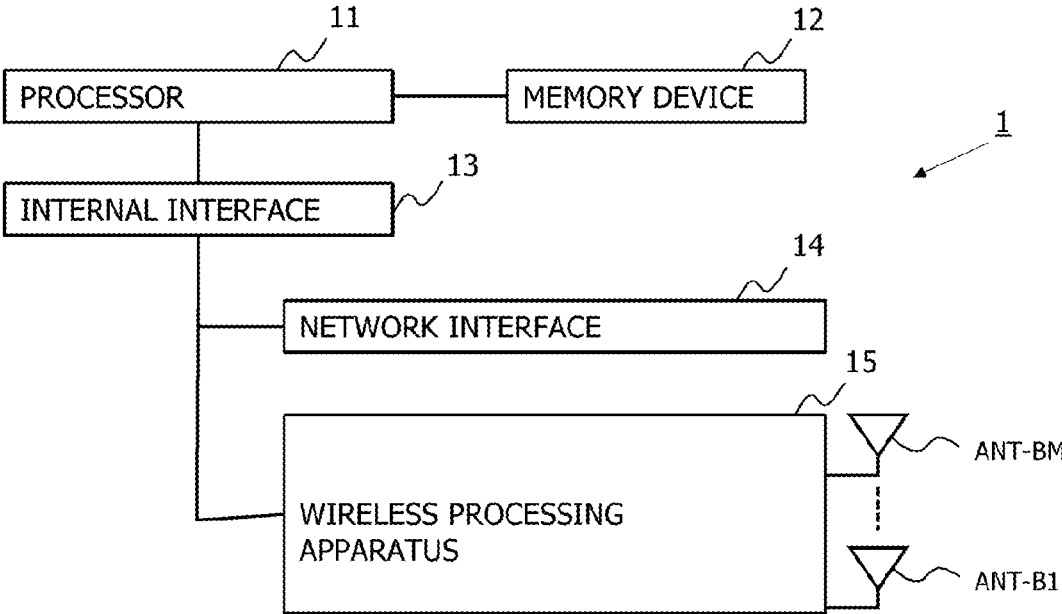 11
12
PROCESSOR
MEMORY DEVICE
1
13
INTERNAL INTERFACE
14
NETWORK INTERFACE
15
ANT-BM
WIRELESS PROCESSING
APPARATUS
ANT-B1